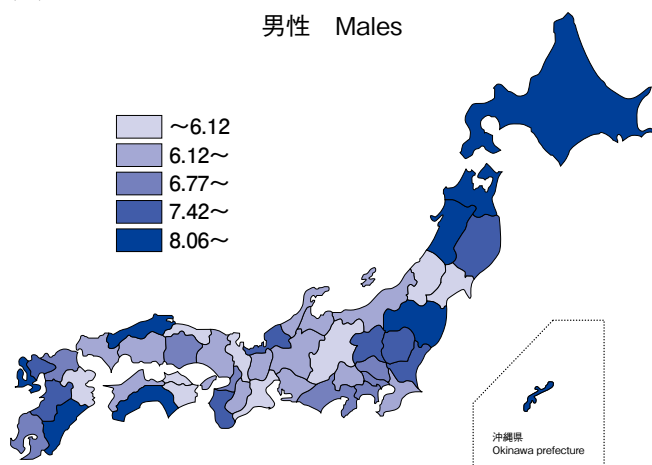 男性 Males
～6.12
6.12～
6.77～
7.42～
8.06～
沖縄県
Okinawa prefecture